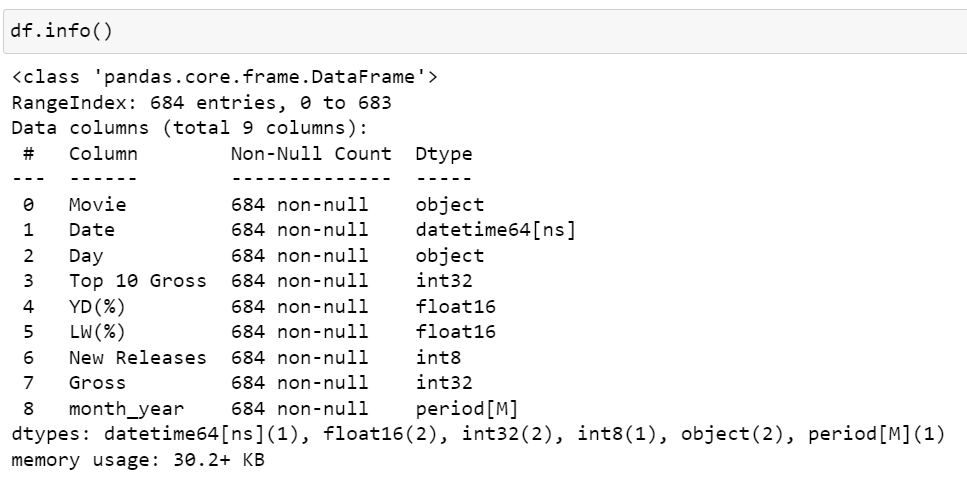 df.info()
<class 'pandas.core.frame.DataFrame'>
RangeIndex: 684 entries, 0 to 683
Data columns (total 9 columns):
 #   Column        Non-Null Count  Dtype
---  ------        --------------  -----
 0   Movie         684 non-null    object
 1   Date          684 non-null    datetime64[ns]
 2   Day           684 non-null    object
 3   Top 10 Gross  684 non-null    int32
 4   YD(%)         684 non-null    float16
 5   LW(%)         684 non-null    float16
 6   New Releases  684 non-null    int8
 7   Gross         684 non-null    int32
 8   month_year    684 non-null    period[M]
dtypes: datetime64[ns](1), float16(2), int32(2), int8(1), object(2), period[M](1)
memory usage: 30.2+ KB